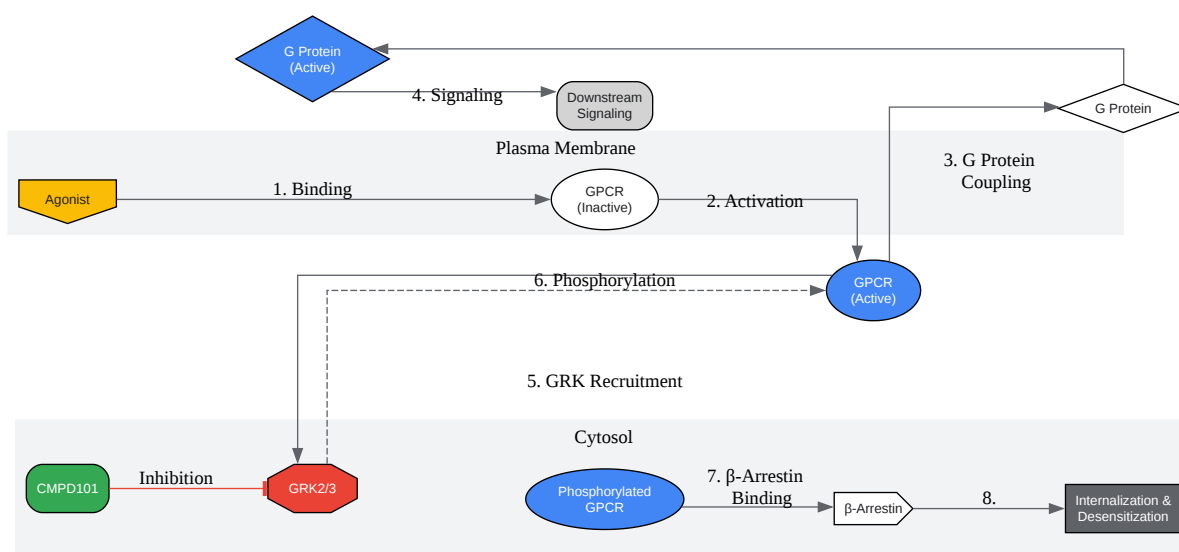 G Protein
(Active)
4. Signaling
Downstream
Signaling
G Protein
Plasma Membrane
3. G Protein
Coupling
Agonist
1. Binding
GPCR
(Inactive)
2. Activation
6. Phosphorylation
GPCR
(Active)
5. GRK Recruitment
Cytosol
CMPD101
Inhibition
GRK2/3
Phosphorylated
GPCR
7. β-Arrestin
Binding
β-Arrestin
8.
Internalization &
Desensitization